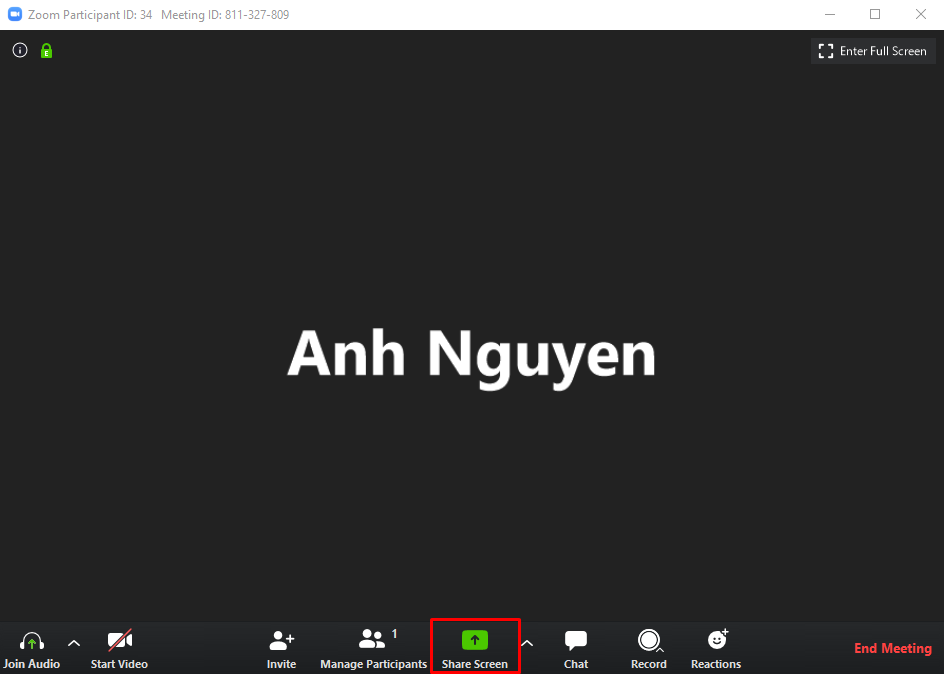 Zoom Participant ID: 34 Meeting ID: 811-327-809
Enter Full Screen
E
Anh Nguyen
1
Join Audio
Start Video
Invite
Manage Participants
Share Screen
Chat
Record
Reactions
End Meeting